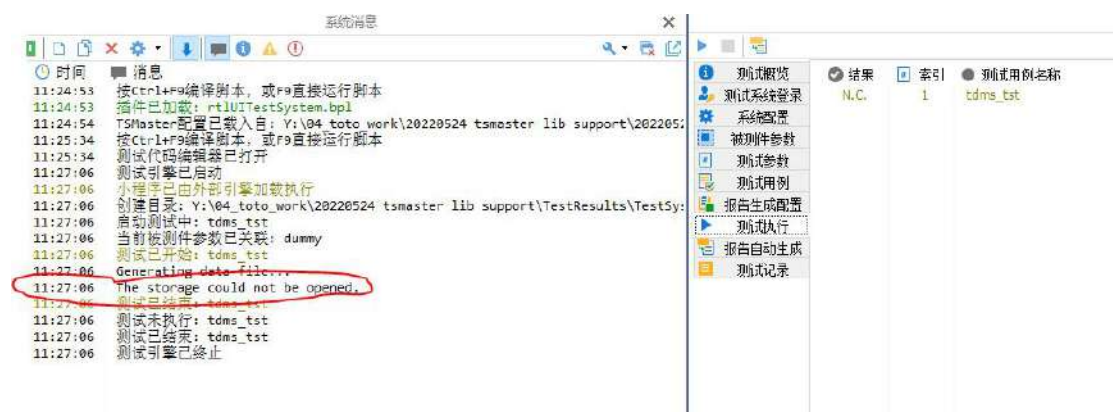 系统消息
时间 消息
11:24:53 按Ctrl+F9编译脚本, 或F9直接运行脚本
11:24:53 插件已加载: rtlUITestSystem.bpl
11:24:54 TSMaster配置已载入自: Y:\04_toto_work\20220524 tsmaster lib support\202205
11:25:34 按Ctrl+F9编译脚本, 或F9直接运行脚本
11:25:34 测试代码编辑器已打开
11:27:06 测试引擎已启动
11:27:06 小程序已由外部引擎加载执行
11:27:06 创建目录: Y:\04_toto_work\20220524 tsmaster lib support\TestResults\TestSy
11:27:06 启动测试中: tdms_tst
11:27:06 当前被测件参数已关联: dummy
11:27:06 测试已开始: tdms_tst
11:27:06 Generating data file...
11:27:06 The storage could not be opened.
11:27:06 测试已结束: tdms_tst
11:27:06 测试未执行: tdms_tst
11:27:06 测试已结束: tdms_tst
11:27:06 测试引擎已终止
测试概览
测试系统登录
系统配置
被测件参数
测试参数
测试用例
报告生成配置
测试执行
报告自动生成
测试记录
结果 索引 测试用例名称
N.C. 1 tdms_tst